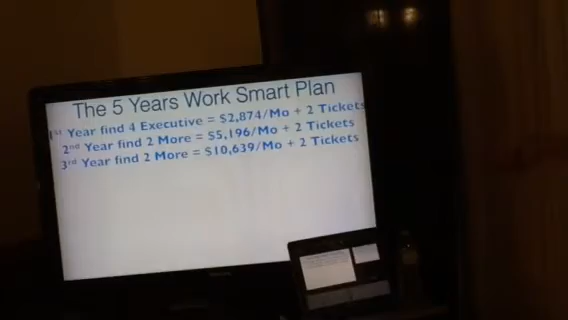 The 5 Years Work Smart Plan
1st Year find 4 Executive = $2,874/Mo + 2 Tickets
2nd Year find 2 More = $5,196/Mo + 2 Tickets
3rd Year find 2 More = $10,639/Mo + 2 Tickets